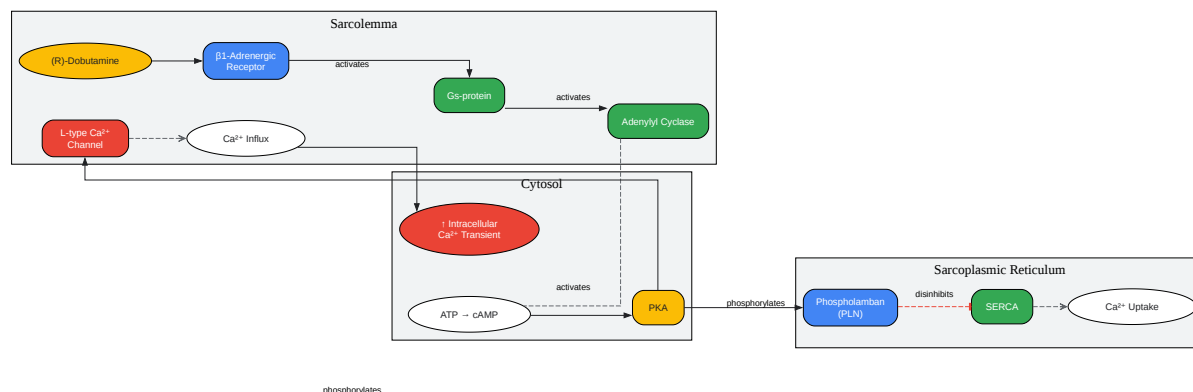 Sarcolemma
(R)-Dobutamine
β1-Adrenergic
Receptor
activates
Gs-protein
activates
Adenylyl Cyclase
L-type Ca²⁺
Channel
Ca²⁺ Influx
Cytosol
↑ Intracellular
Ca²⁺ Transient
activates
ATP → cAMP
PKA
phosphorylates
Sarcoplasmic Reticulum
Phospholamban
(PLN)
disinhibits
SERCA
Ca²⁺ Uptake
phosphorylates